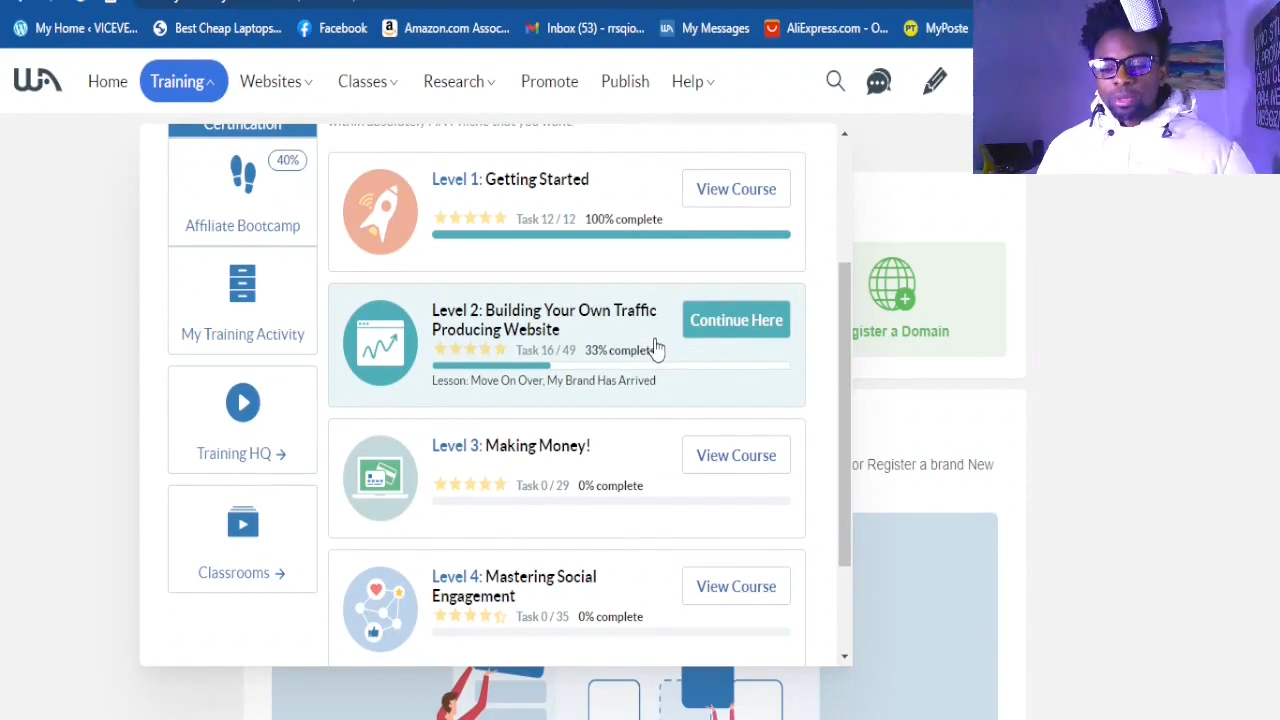 My Home ‹ VICEVE...
Best Cheap Laptops...
Facebook
Amazon.com Assoc...
Inbox (53) – rrsqio...
My Messages
AliExpress.com - O...
MyPoste
WA
Home
Training
Websites
Classes
Research
Promote
Publish
Help
Certification
40%
Affiliate Bootcamp
My Training Activity
Training HQ →
Classrooms →
Level 1: Getting Started
View Course
Task 12 / 12 100% complete
Level 2: Building Your Own Traffic
Producing Website
Continue Here
Task 16 / 49 33% complete
Lesson: Move On Over, My Brand Has Arrived
Level 3: Making Money!
View Course
Task 0 / 29 0% complete
Level 4: Mastering Social
Engagement
View Course
Task 0 / 35 0% complete
gister a Domain
or Register a brand New